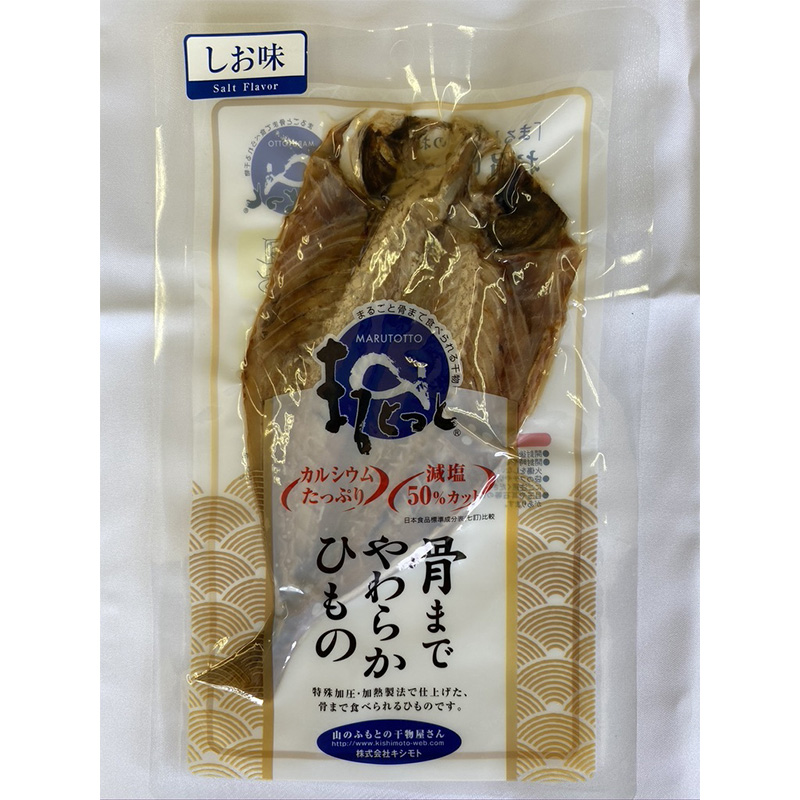 しお味
Salt Flavor
まるごと骨まで食べられる干物
MARUTOTTO
まるとっと®
カルシウム
たっぷり
減塩
50%カット
日本食品標準成分表(七訂)比較
骨まで
やわらか
ひもの
特殊加圧・加熱製法で仕上げた、
骨まで食べられるひものです。
山のふもとの干物屋さん
http://www.kishimoto-web.com
株式会社キシモト